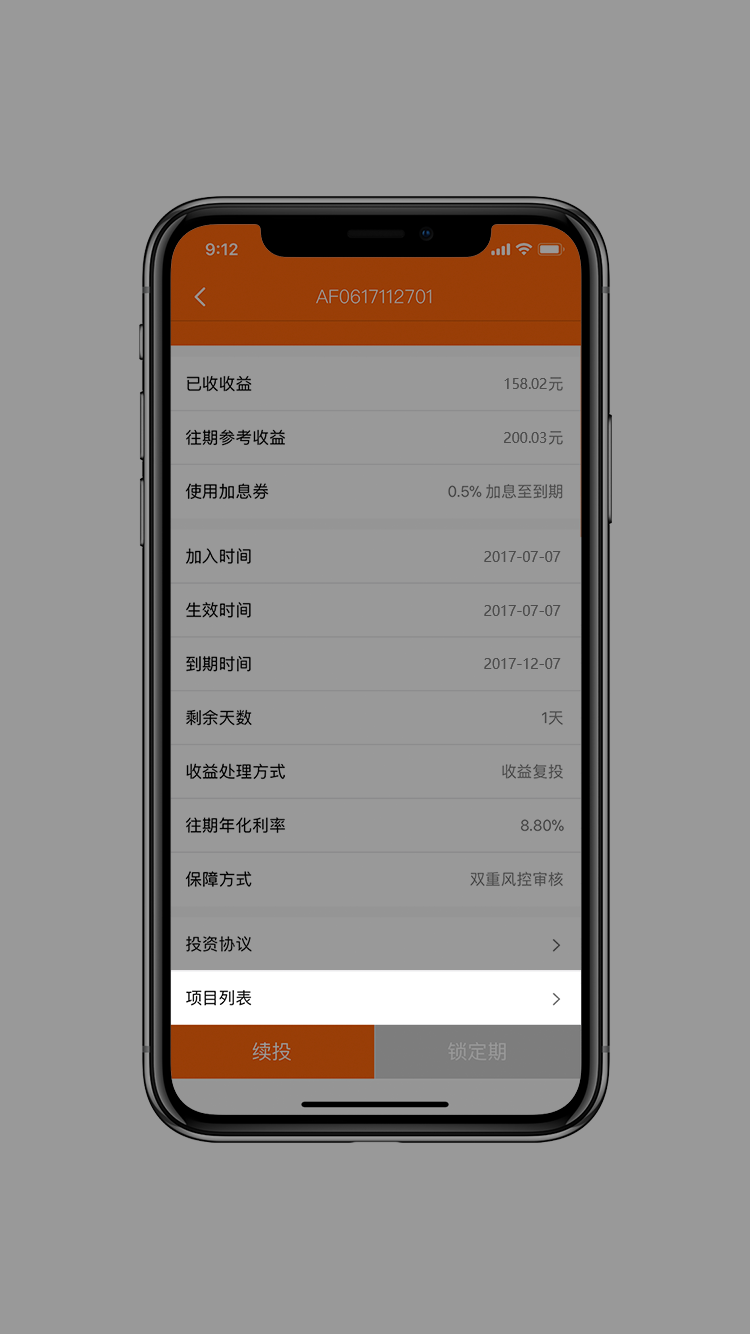 9:12
AF0617112701
已收收益 158.02元
往期参考收益 200.03元
使用加息券 0.5% 加息至到期
加入时间 2017-07-07
生效时间 2017-07-07
到期时间 2017-12-07
剩余天数 1天
收益处理方式 收益复投
往期年化利率 8.80%
保障方式 双重风控审核
投资协议
项目列表
续投 锁定期